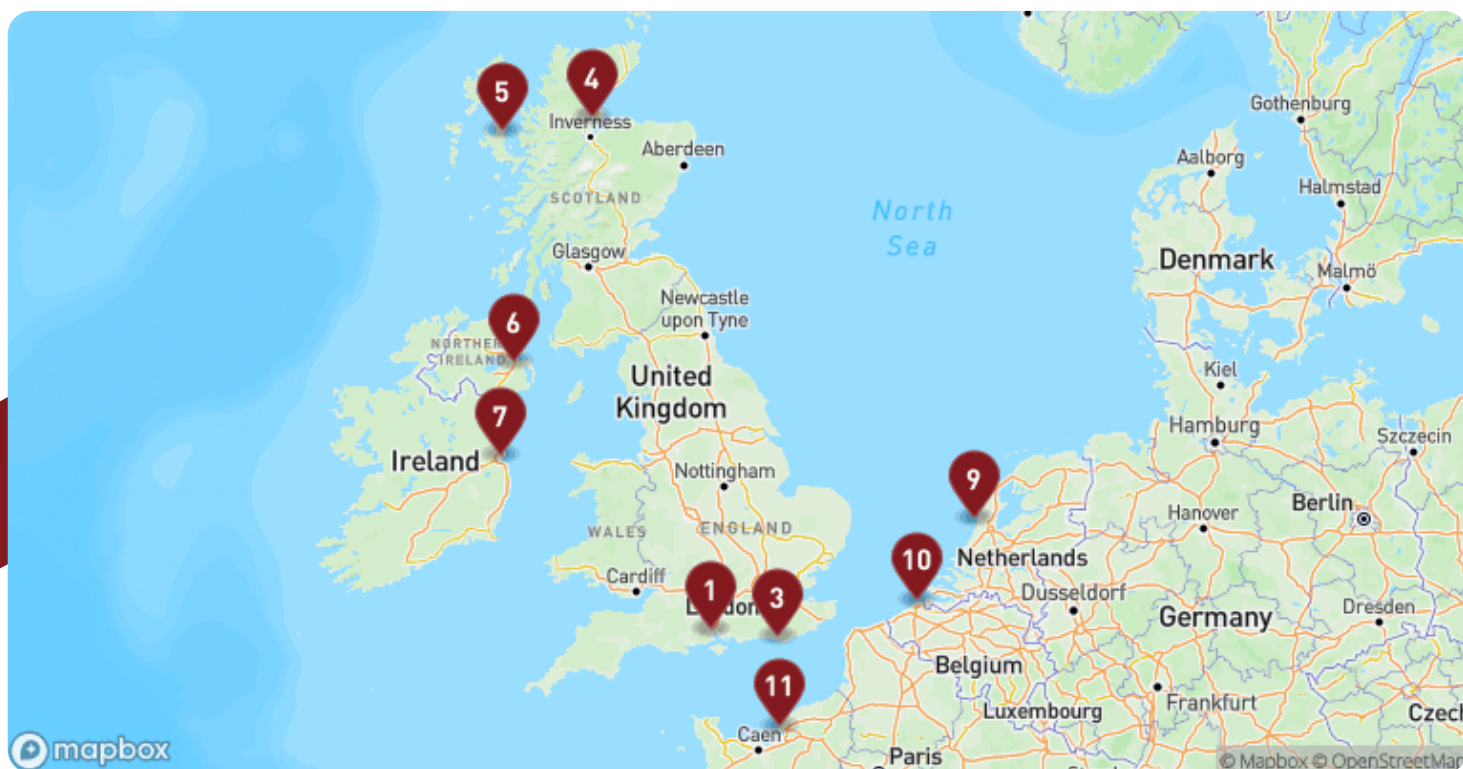 Gothenburg
5
4
Inverness
Aberdeen
Aalborg
SCOTLAND
Halmstad
North
Sea
Glasgow
Denmark
Malmö
Newcastle
upon Tyne
6
NORTHER
IRELAND
Kiel
United
Kingdom
7
Hamburg
Szczecin
Ireland
Nottingham
9
Berlin
Hanover
WALES
ENGLAND
10
Netherlands
Cardiff
1
3
Dusseldorf
Dresden
Germany
Belgium
11
Luxembourg
Frankfurt
Czech
Caen
Paris
mapbox
© Mapbox © OpenStreetMap